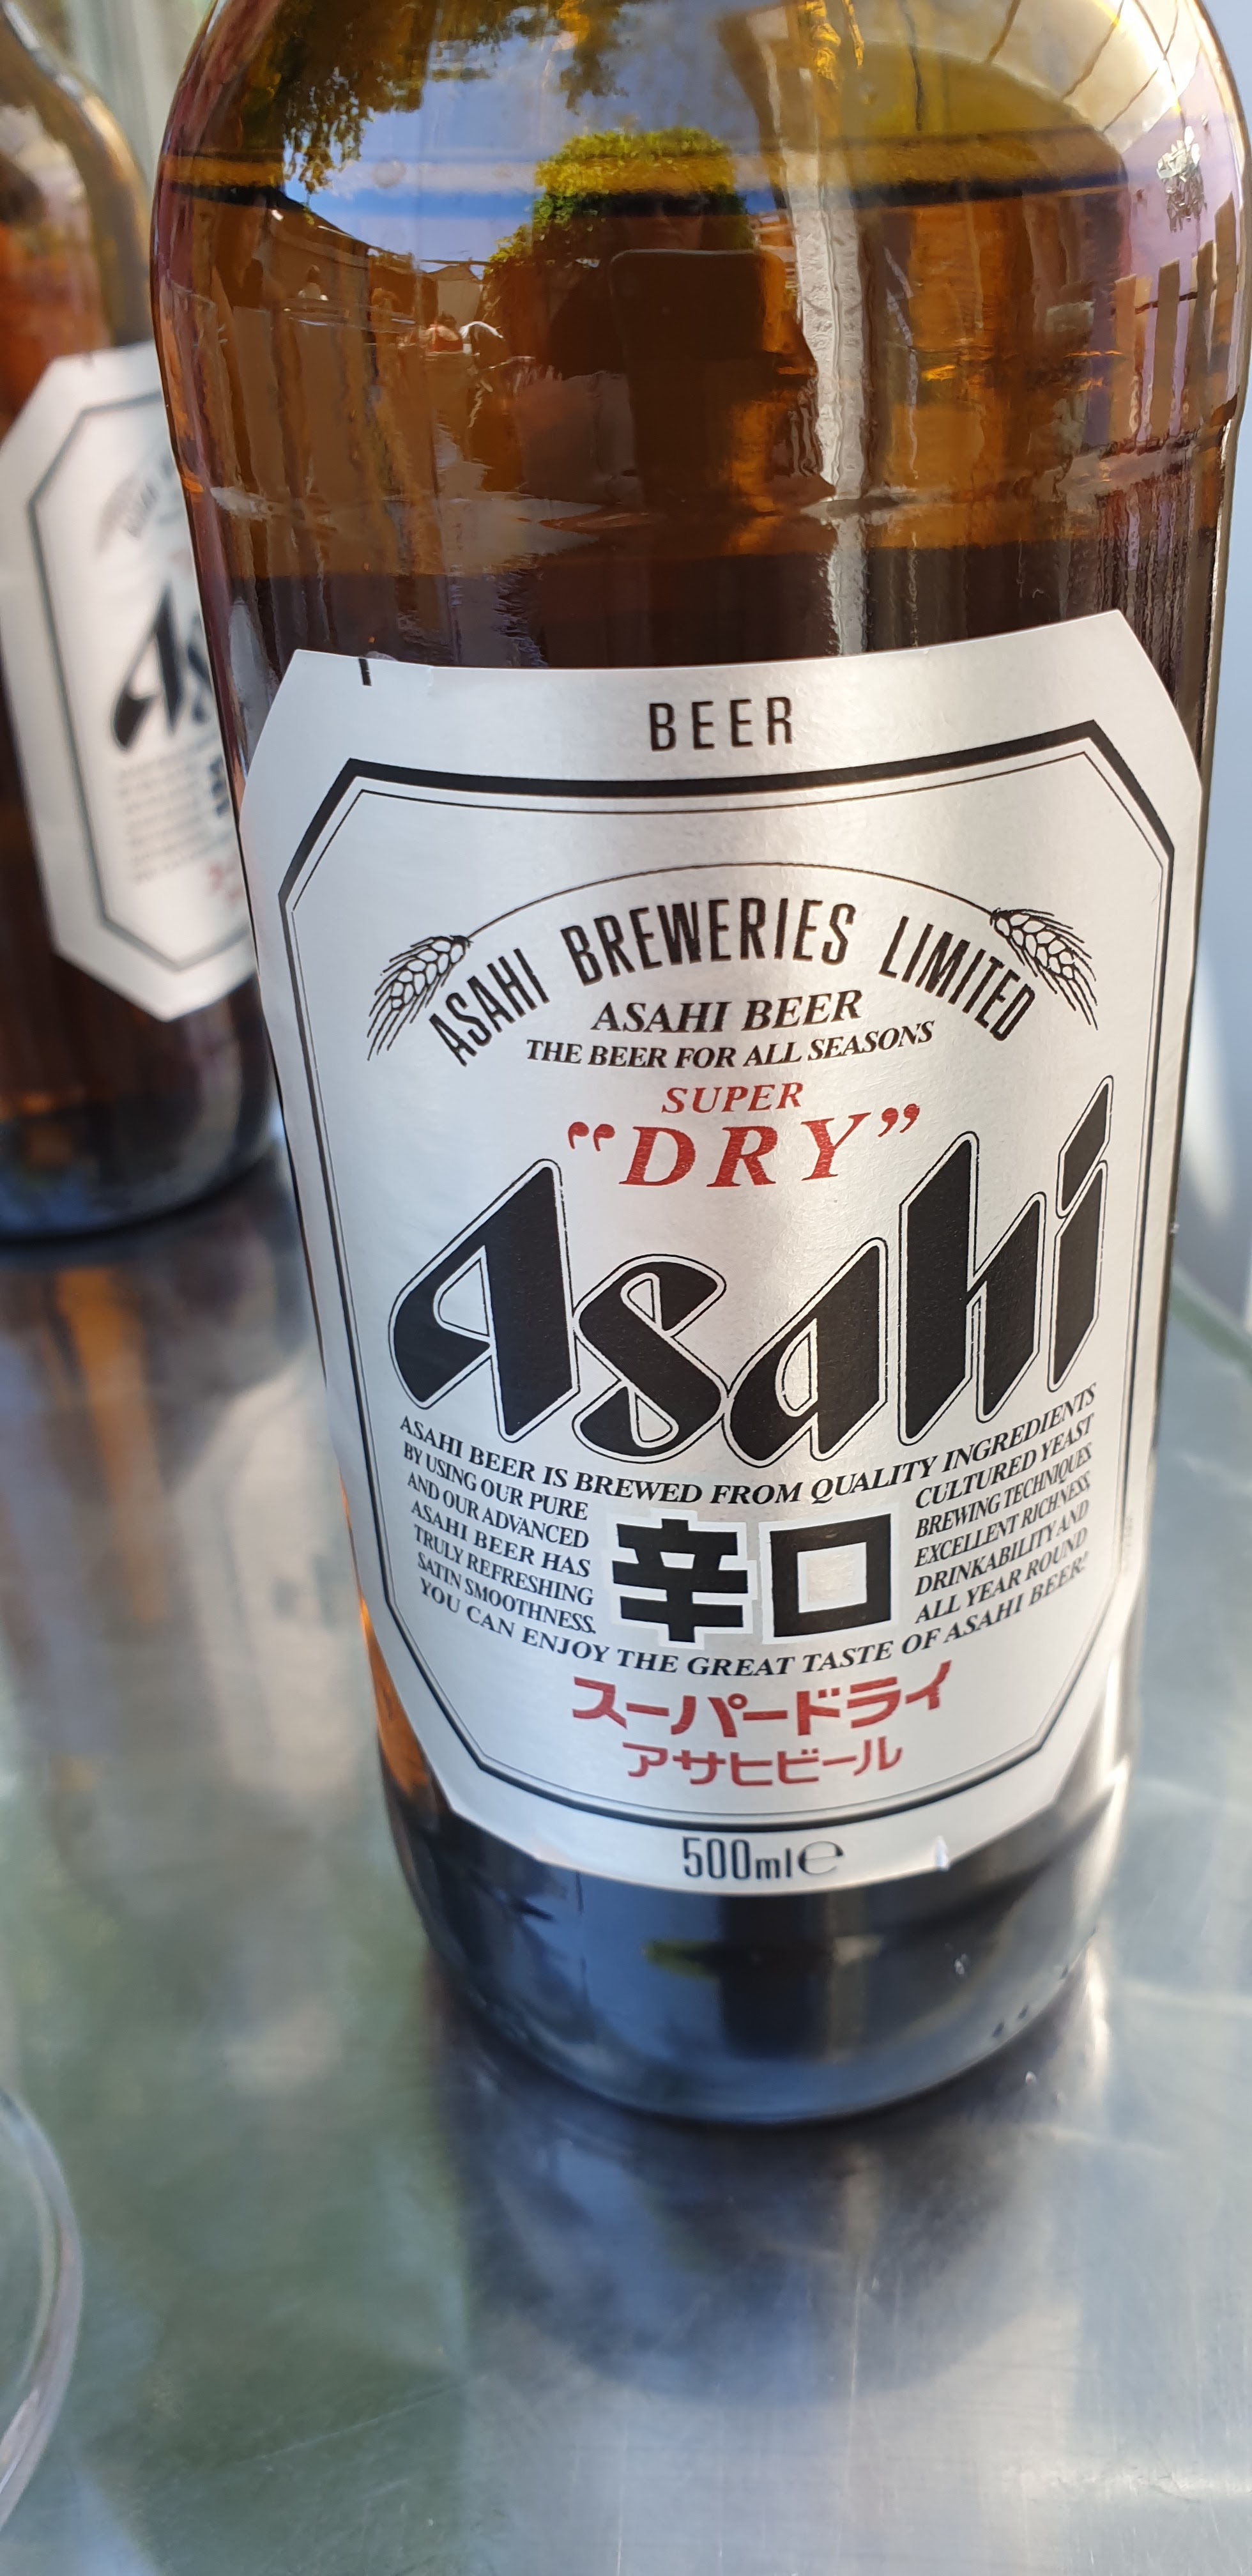 BEER
ASAHI BREWERIES LIMITED
ASAHI BEER
THE BEER FOR ALL SEASONS
SUPER
"DRY"
Asahi
ASAHI BEER IS BREWED FROM QUALITY INGREDIENTS
BY USING OUR PURE CULTURED YEAST
AND OUR ADVANCED BREWING TECHNIQUES
ASAHI BEER HAS EXCELLENT RICHNESS
TRULY REFRESHING DRINKABILITY AND
SATIN SMOOTHNESS. ALL YEAR ROUND
辛口
YOU CAN ENJOY THE GREAT TASTE OF ASAHI BEER!
スーパードライ
アサヒビール
500ml℮
As